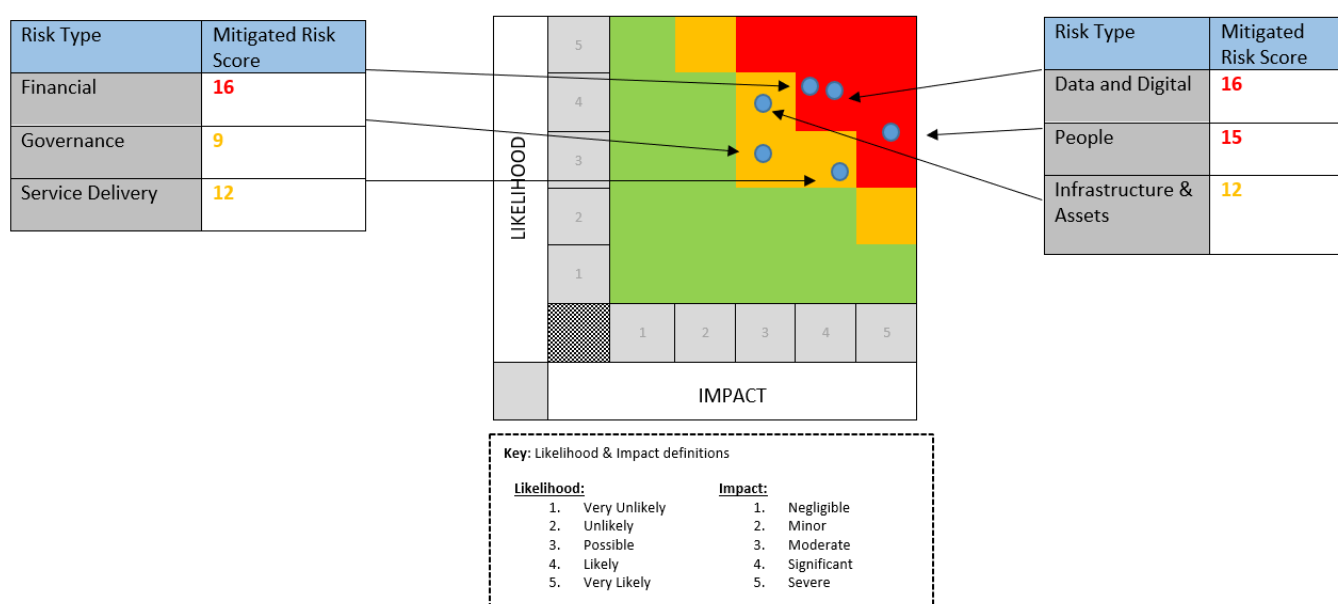 Risk Type
Mitigated Risk
Score
Financial
16
Governance
9
Service Delivery
12
LIKELIHOOD
5
4
3
2
1
1
2
3
4
5
IMPACT
Risk Type
Mitigated
Risk Score
Data and Digital
16
People
15
Infrastructure &
Assets
12
Key: Likelihood & Impact definitions
Likelihood:
1. Very Unlikely
2. Unlikely
3. Possible
4. Likely
5. Very Likely
Impact:
1. Negligible
2. Minor
3. Moderate
4. Significant
5. Severe